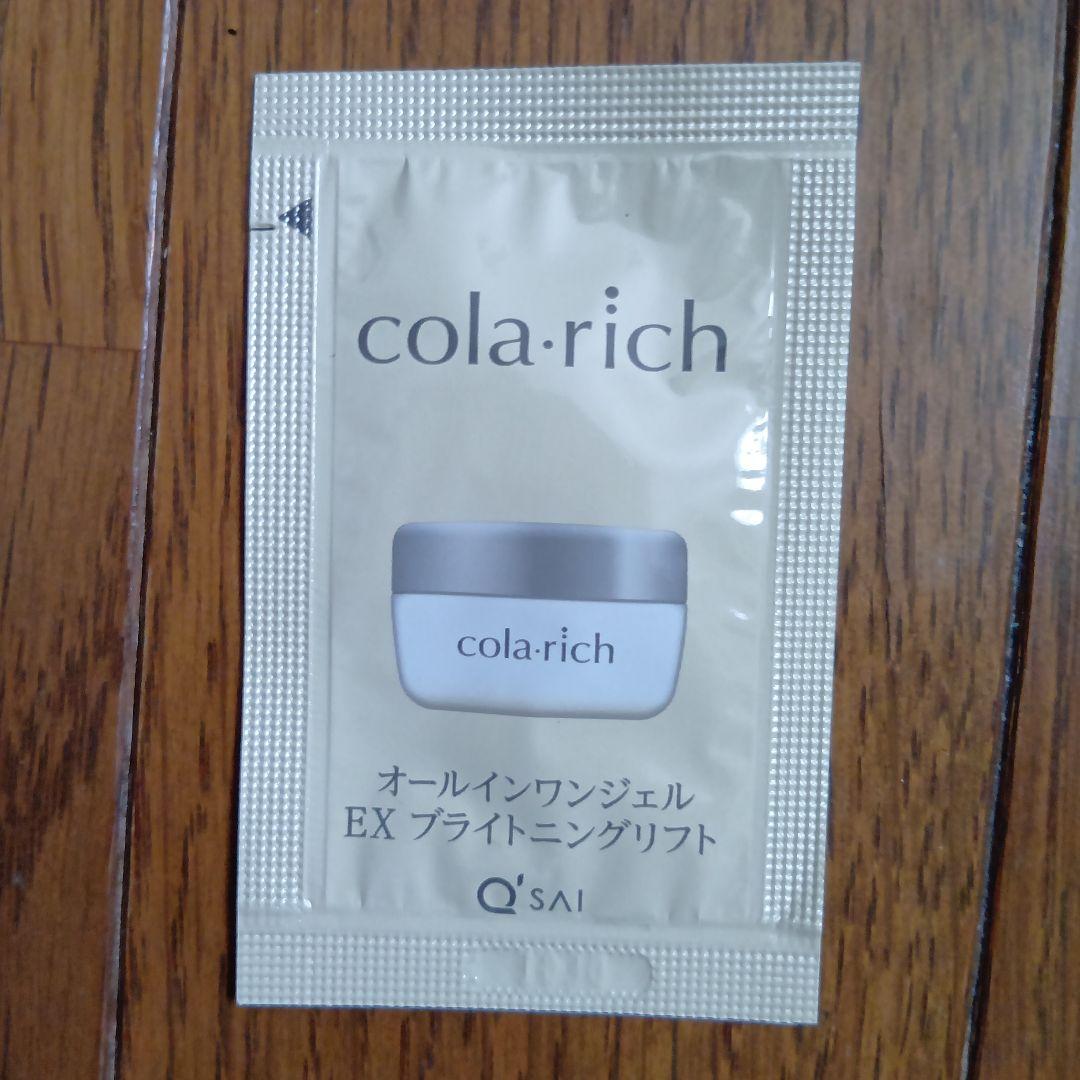 cola·rich
cola·rich
オールインワンジェル
EX ブライトニングリフト
Q'SAI